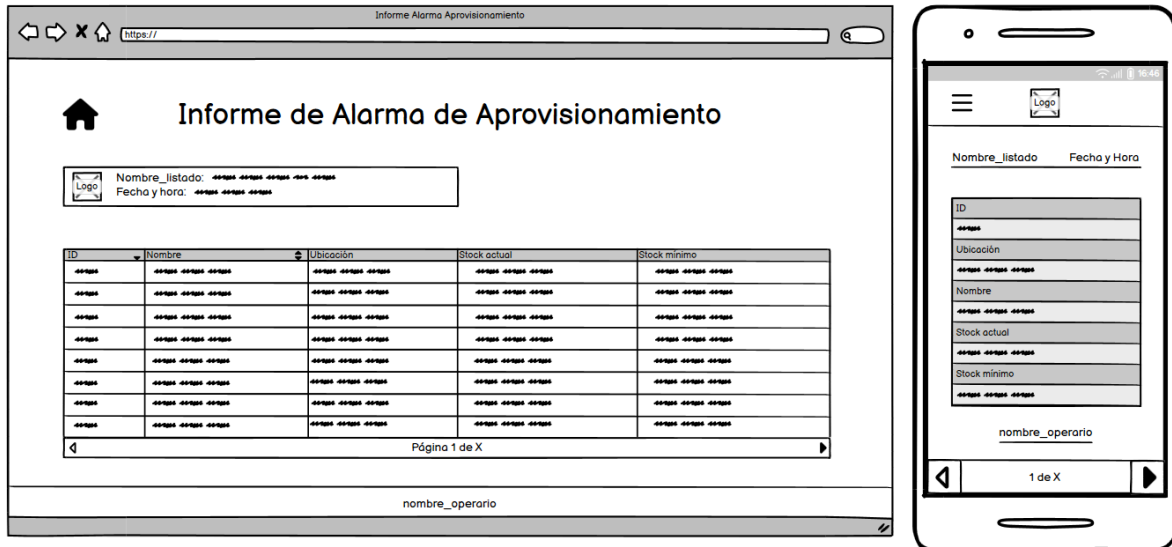 Informe Alarma Aprovisionamiento
https://
Informe de Alarma de Aprovisionamiento
Logo
Nombre_listado:
Fecha y hora:
ID Nombre Ubicación Stock actual Stock mínimo
Página 1 de X
nombre_operario
16:46
Logo
Nombre_listado Fecha y Hora
ID
Ubicación
Nombre
Stock actual
Stock mínimo
nombre_operario
1 de X